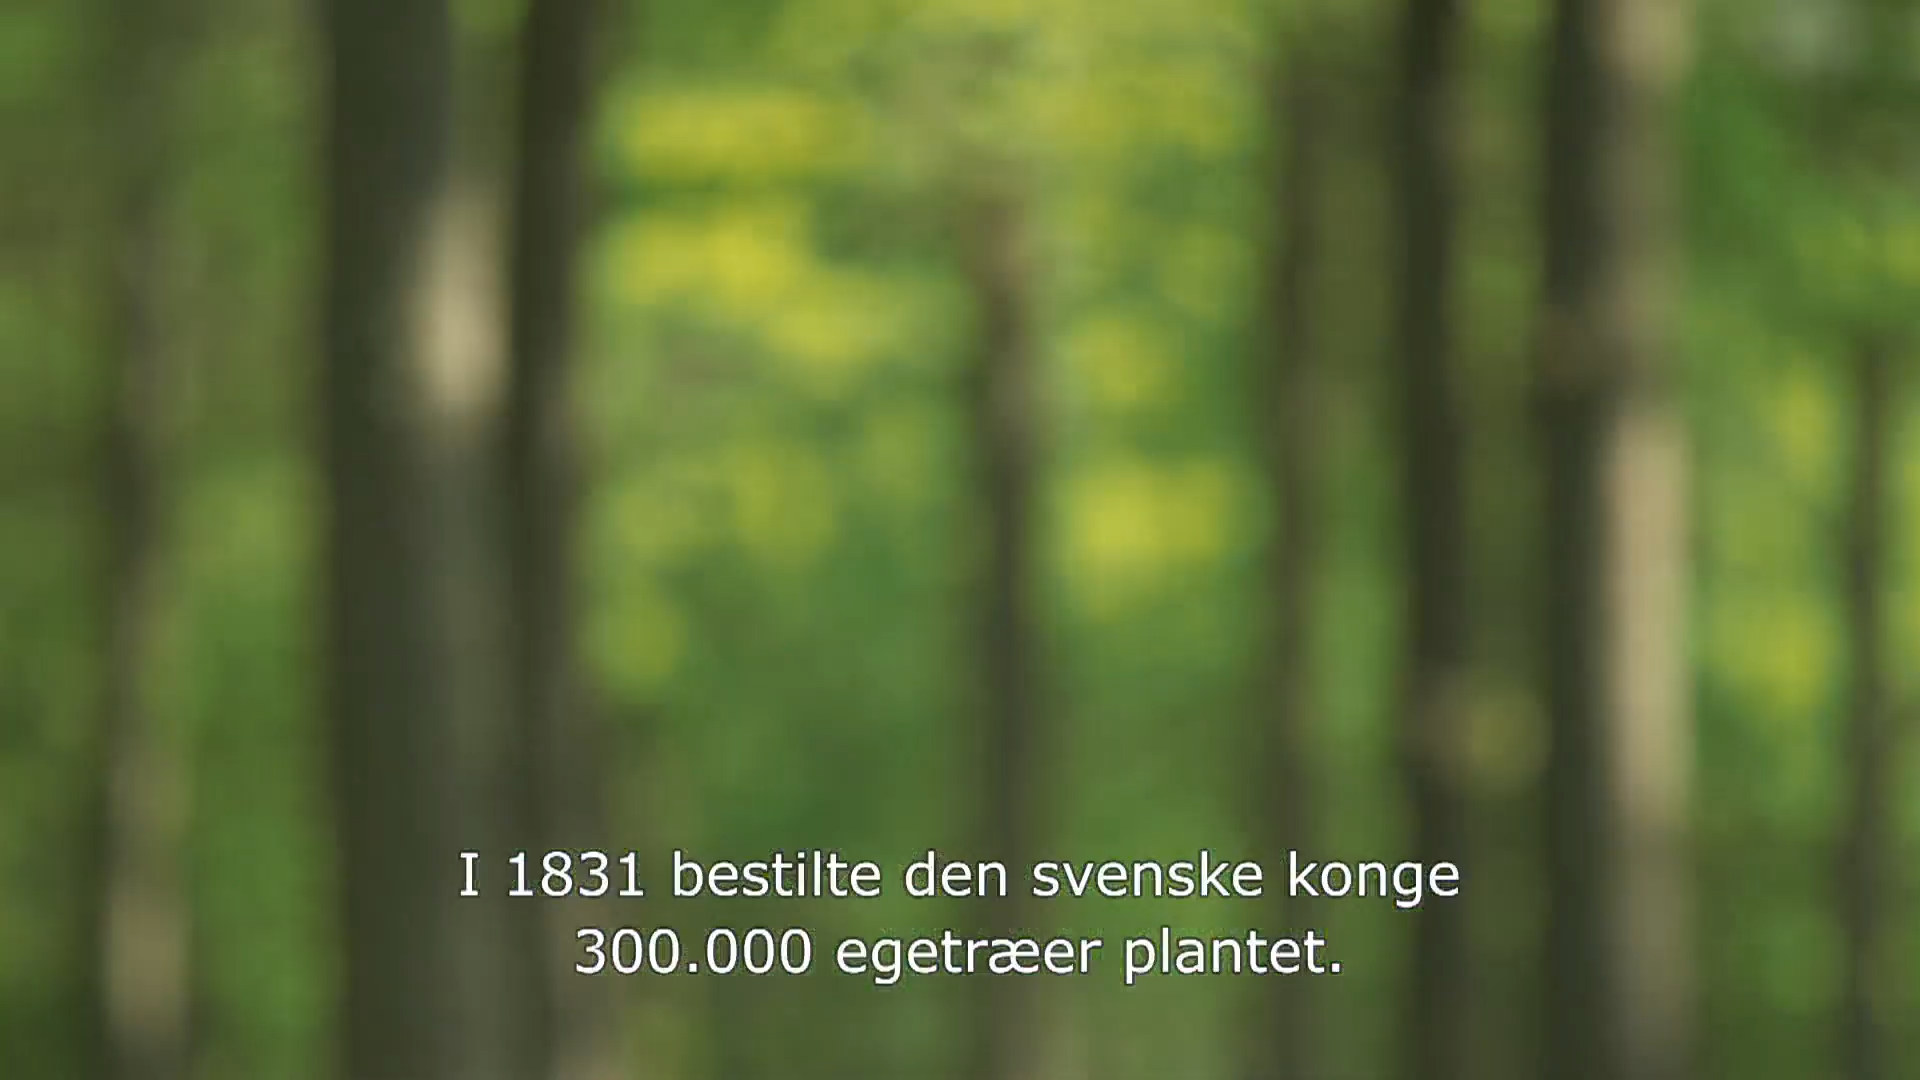 I 1831 bestilte den svenske konge
300.000 egetræer plantet.